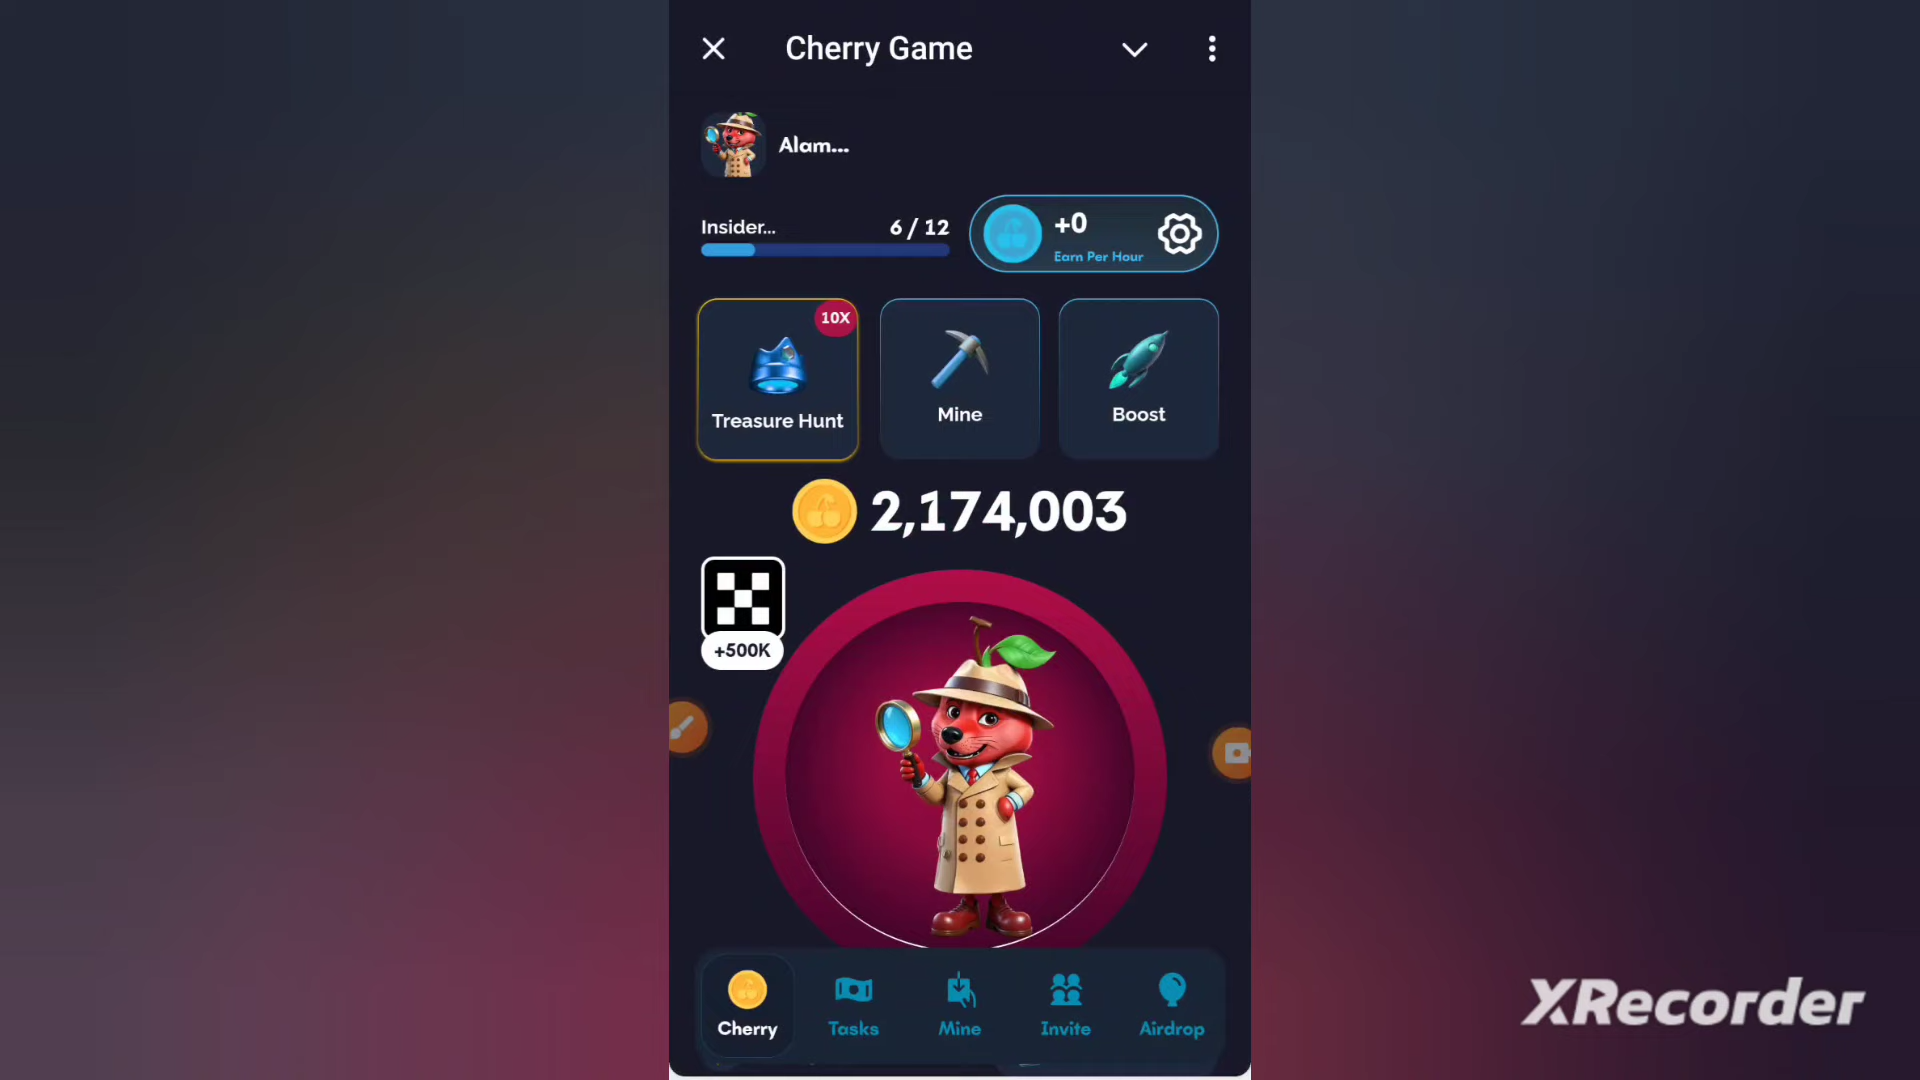 Cherry Game
Alam...
Insider...
6 / 12
+0
Earn Per Hour
10X
Treasure Hunt
Mine
Boost
2,174,003
+500K
Cherry
Tasks
Mine
Invite
Airdrop
XRecorder